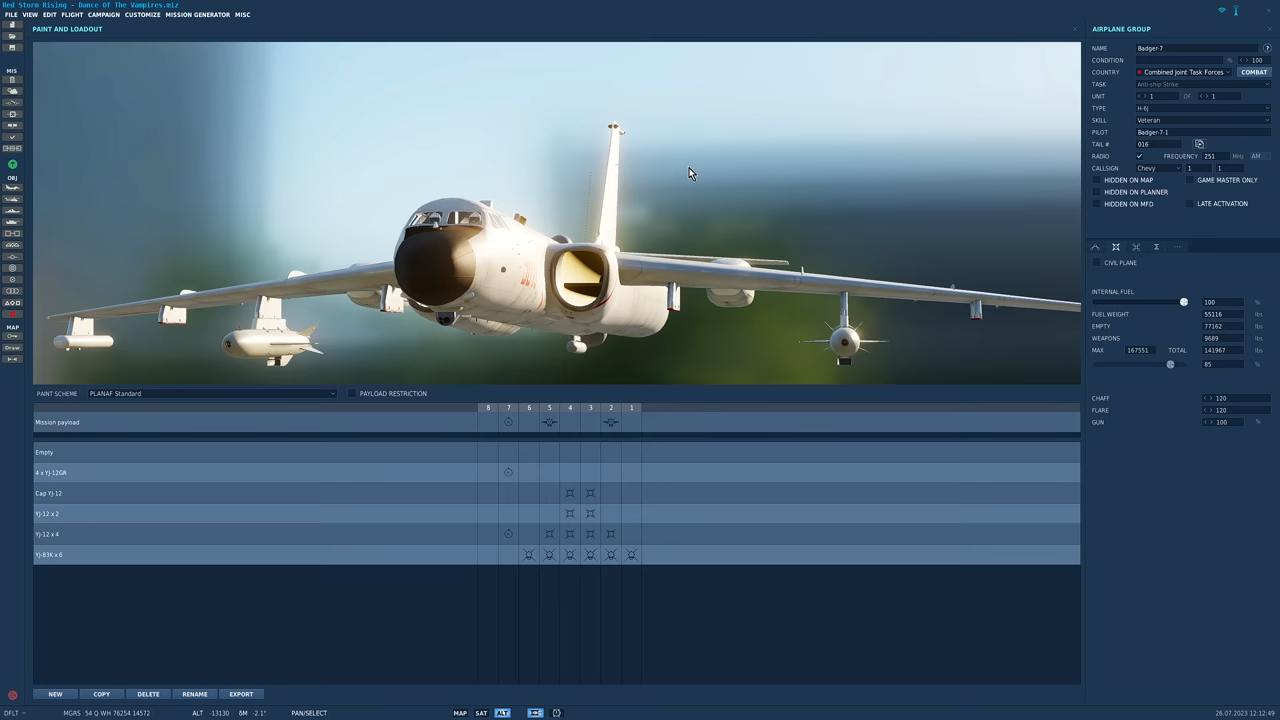 Red Storm Rising - Dance Of The Vampires.miz
FILE VIEW EDIT FLIGHT CAMPAIGN CUSTOMIZE MISSION GENERATOR MISC
PAINT AND LOADOUT
AIRPLANE GROUP
NAME Badger-7 ?
CONDITION % < > 100
COUNTRY Combined Joint Task Forces COMBAT
TASK Anti-ship Strike
UNIT < > 1 OF < > 1
TYPE H-6J
SKILL Veteran
PILOT Badger-7-1
TAIL # 016
RADIO FREQUENCY 251 MHz AM
CALLSIGN Chevy 1 1
HIDDEN ON MAP GAME MASTER ONLY
HIDDEN ON PLANNER
HIDDEN ON MFD LATE ACTIVATION
CIVIL PLANE
INTERNAL FUEL 100 %
FUEL WEIGHT 55116 lbs
EMPTY 77162 lbs
WEAPONS 9689 lbs
MAX 167551 TOTAL 141967 lbs
85 %
CHAFF < > 120
FLARE < > 120
GUN < > 100 %
MIS
OBJ
MAP
Draw
PAINT SCHEME PLANAF Standard PAYLOAD RESTRICTION
8 7 6 5 4 3 2 1
Mission payload
Empty
4 x YJ-12GR
Cap YJ-12
YJ-12 x 2
YJ-12 x 4
YJ-83K x 6
NEW COPY DELETE RENAME EXPORT
DFLT MGRS 54 Q WH 76254 14572 ALT -13130 δM -2.1° PAN/SELECT MAP SAT ALT 26.07.2023 12:12:49